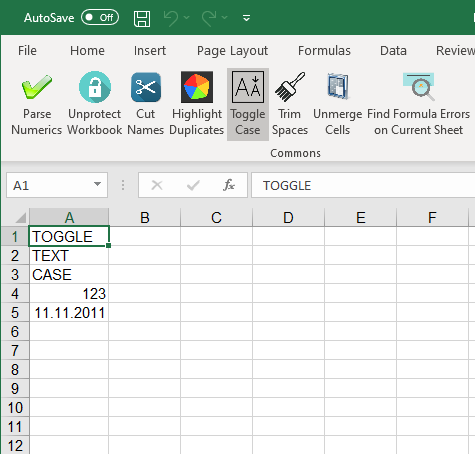 AutoSave Off
File Home Insert Page Layout Formulas Data Review
Parse Numerics
Unprotect Workbook
Cut Names
Highlight Duplicates
Toggle Case
Trim Spaces
Unmerge Cells
Find Formula Errors on Current Sheet
Commons
A1 fx TOGGLE
A B C D E F
1 TOGGLE
2 TEXT
3 CASE
4 123
5 11.11.2011
6
7
8
9
10
11
12